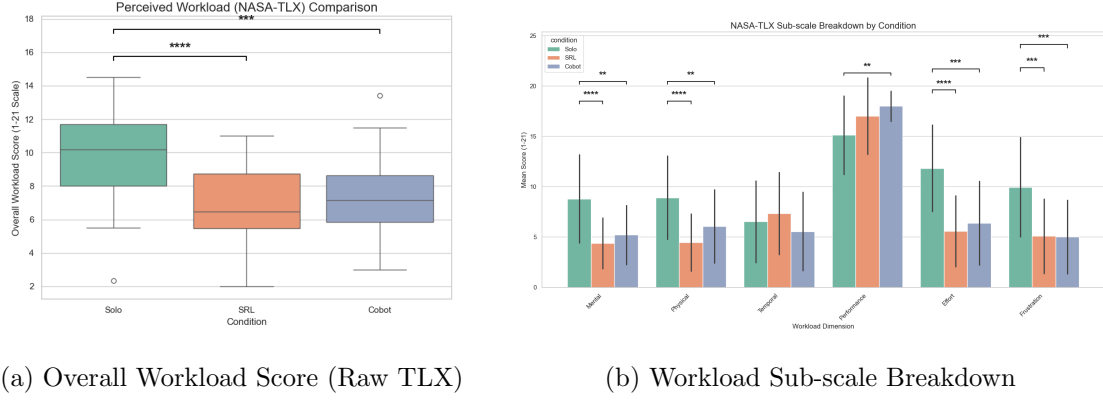 Perceived Workload (NASA-TLX) Comparison
18
16
14
12
10
8
6
4
2
Overall Workload Score (1-21 Scale)
***
****
Solo
SRL
Cobot
Condition
(a) Overall Workload Score (Raw TLX)
NASA-TLX Sub-scale Breakdown by Condition
25
20
15
10
5
0
Mean Score (1-21)
condition
Solo
SRL
Cobot
**
****
**
****
**
***
****
***
***
Mental
Physical
Temporal
Performance
Effort
Frustration
Workload Dimension
(b) Workload Sub-scale Breakdown